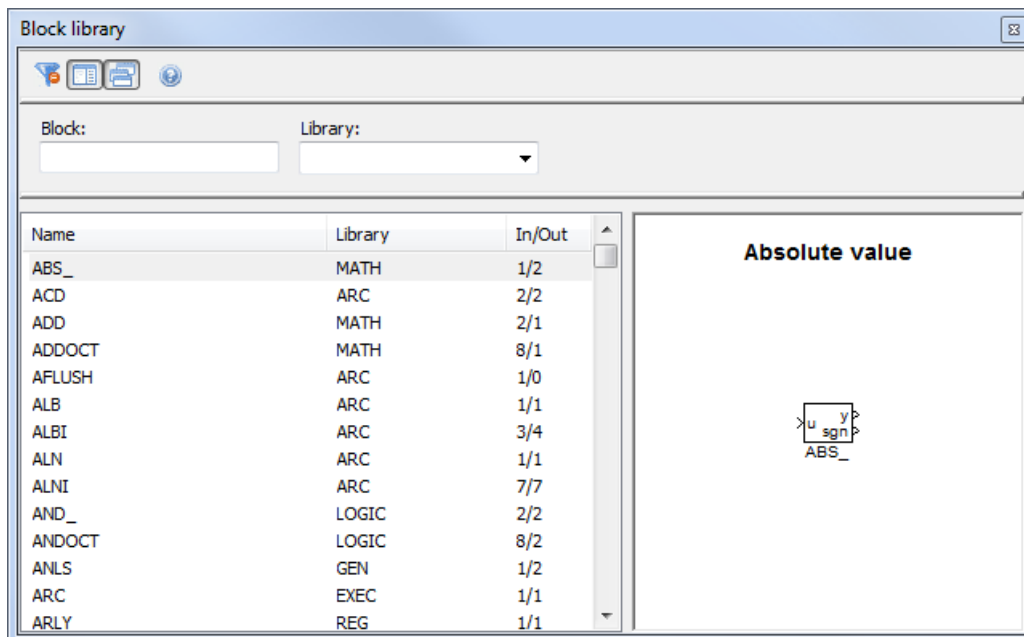 Block library
Block: Library:
Name Library In/Out
ABS_ MATH 1/2
ACD ARC 2/2
ADD MATH 2/1
ADDOCT MATH 8/1
AFLUSH ARC 1/0
ALB ARC 1/1
ALBI ARC 3/4
ALN ARC 1/1
ALNI ARC 7/7
AND_ LOGIC 2/2
ANDOCT LOGIC 8/2
ANLS GEN 1/2
ARC EXEC 1/1
ARLY REG 1/1
Absolute value
u y
sgn
ABS_